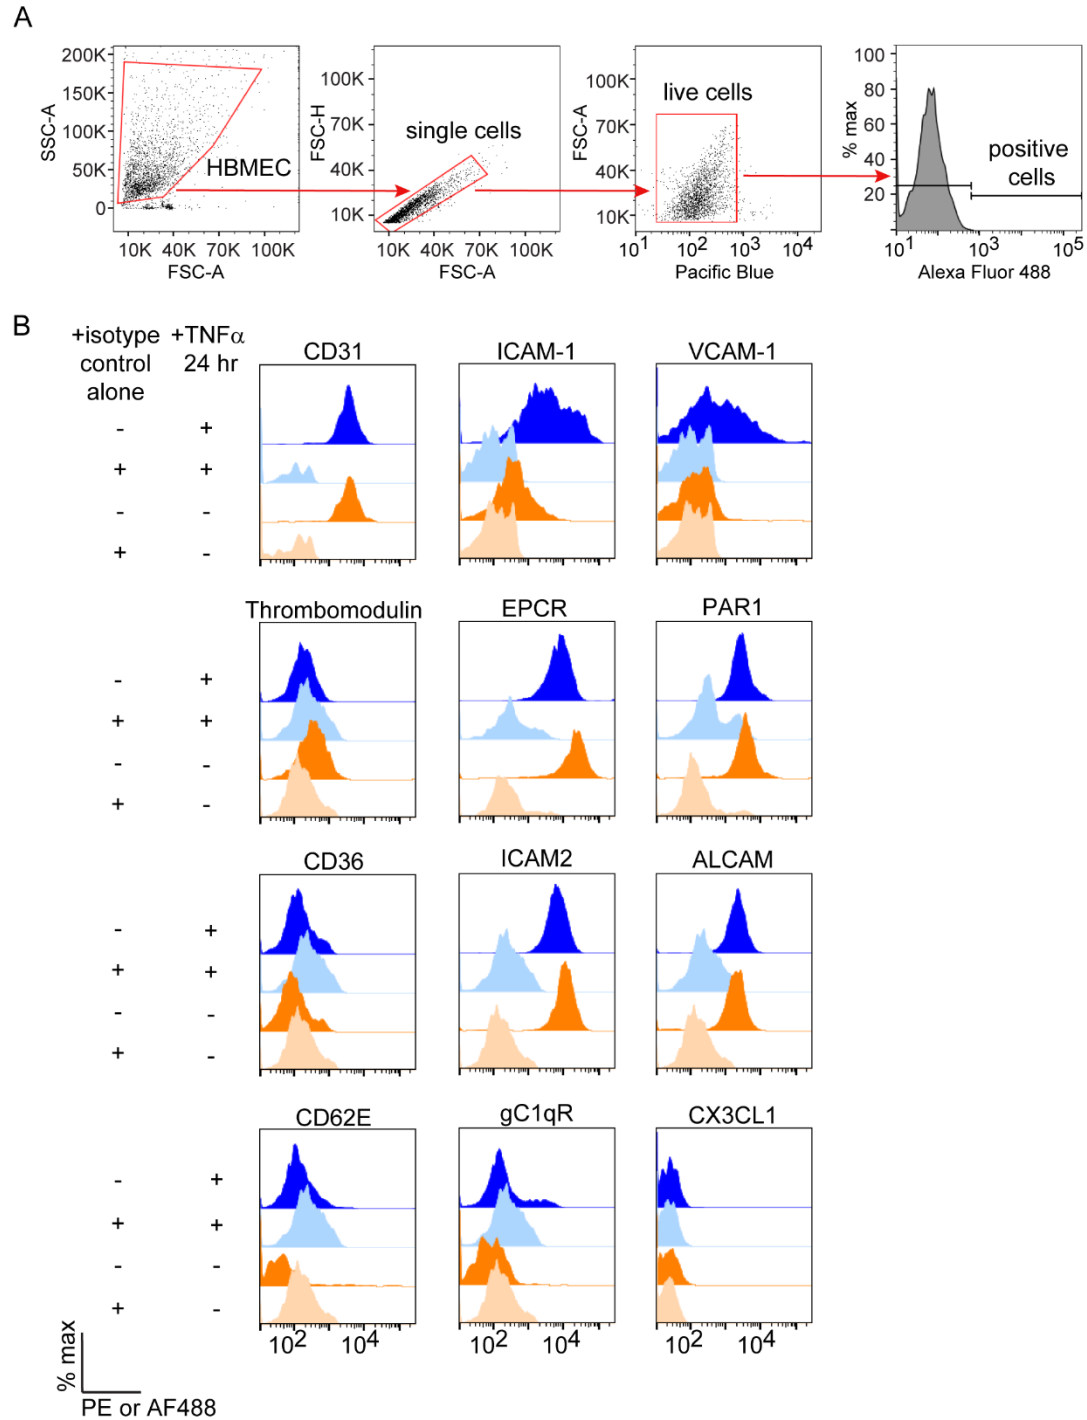 A
200K
150K
100K
50K
0
SSC-A
HBMEC
10K 40K 70K 100K
FSC-A
100K
70K
40K
10K
FSC-H
single cells
10K 40K 70K 100K
FSC-A
100K
70K
40K
10K
FSC-A
live cells
10¹ 10² 10³ 10⁴
Pacific Blue
100
80
60
40
20
% max
positive
cells
10¹ 10³ 10⁵
Alexa Fluor 488
B
+isotype +TNFα
control 24 hr
alone
CD31 ICAM-1 VCAM-1
- +
+ +
- -
+ -
Thrombomodulin EPCR PAR1
- +
+ +
- -
+ -
CD36 ICAM2 ALCAM
- +
+ +
- -
+ -
CD62E gC1qR CX3CL1
- +
+ +
- -
+ -
10² 10⁴ 10² 10⁴ 10² 10⁴
% max
PE or AF488